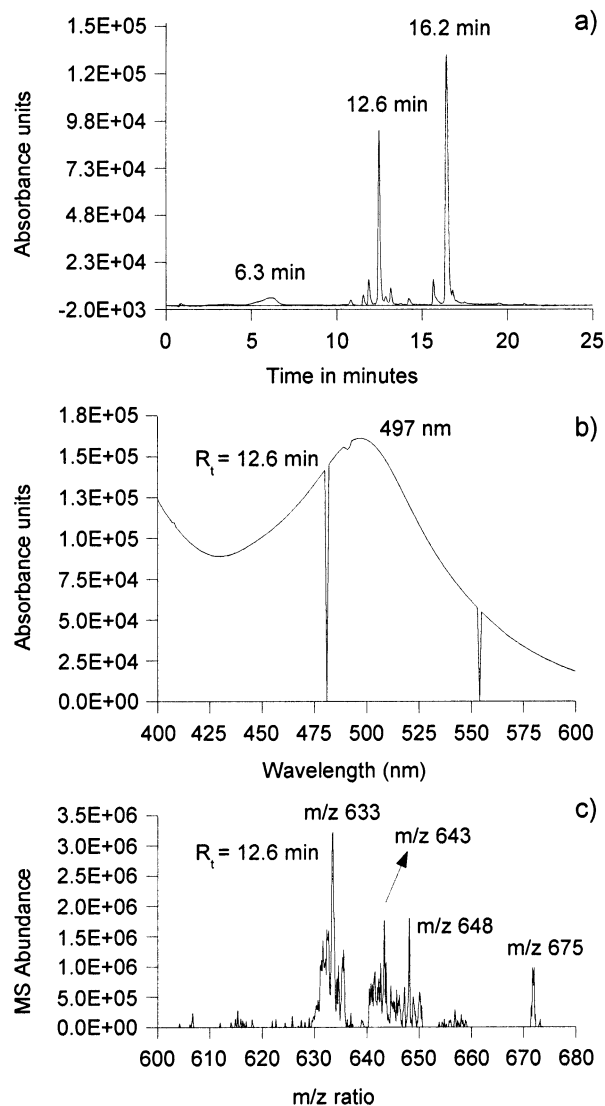 a)
1.5E+05
1.2E+05
9.8E+04
7.3E+04
4.8E+04
2.3E+04
-2.0E+03
Absorbance units
16.2 min
12.6 min
6.3 min
0 5 10 15 20 25
Time in minutes
b)
1.8E+05
1.5E+05
1.3E+05
1.0E+05
7.5E+04
5.0E+04
2.5E+04
0.0E+00
Absorbance units
497 nm
Rt = 12.6 min
400 425 450 475 500 525 550 575 600
Wavelength (nm)
c)
3.5E+06
3.0E+06
2.5E+06
2.0E+06
1.5E+06
1.0E+06
5.0E+05
0.0E+00
MS Abundance
m/z 633
Rt = 12.6 min
m/z 643
m/z 648
m/z 675
600 610 620 630 640 650 660 670 680
m/z ratio